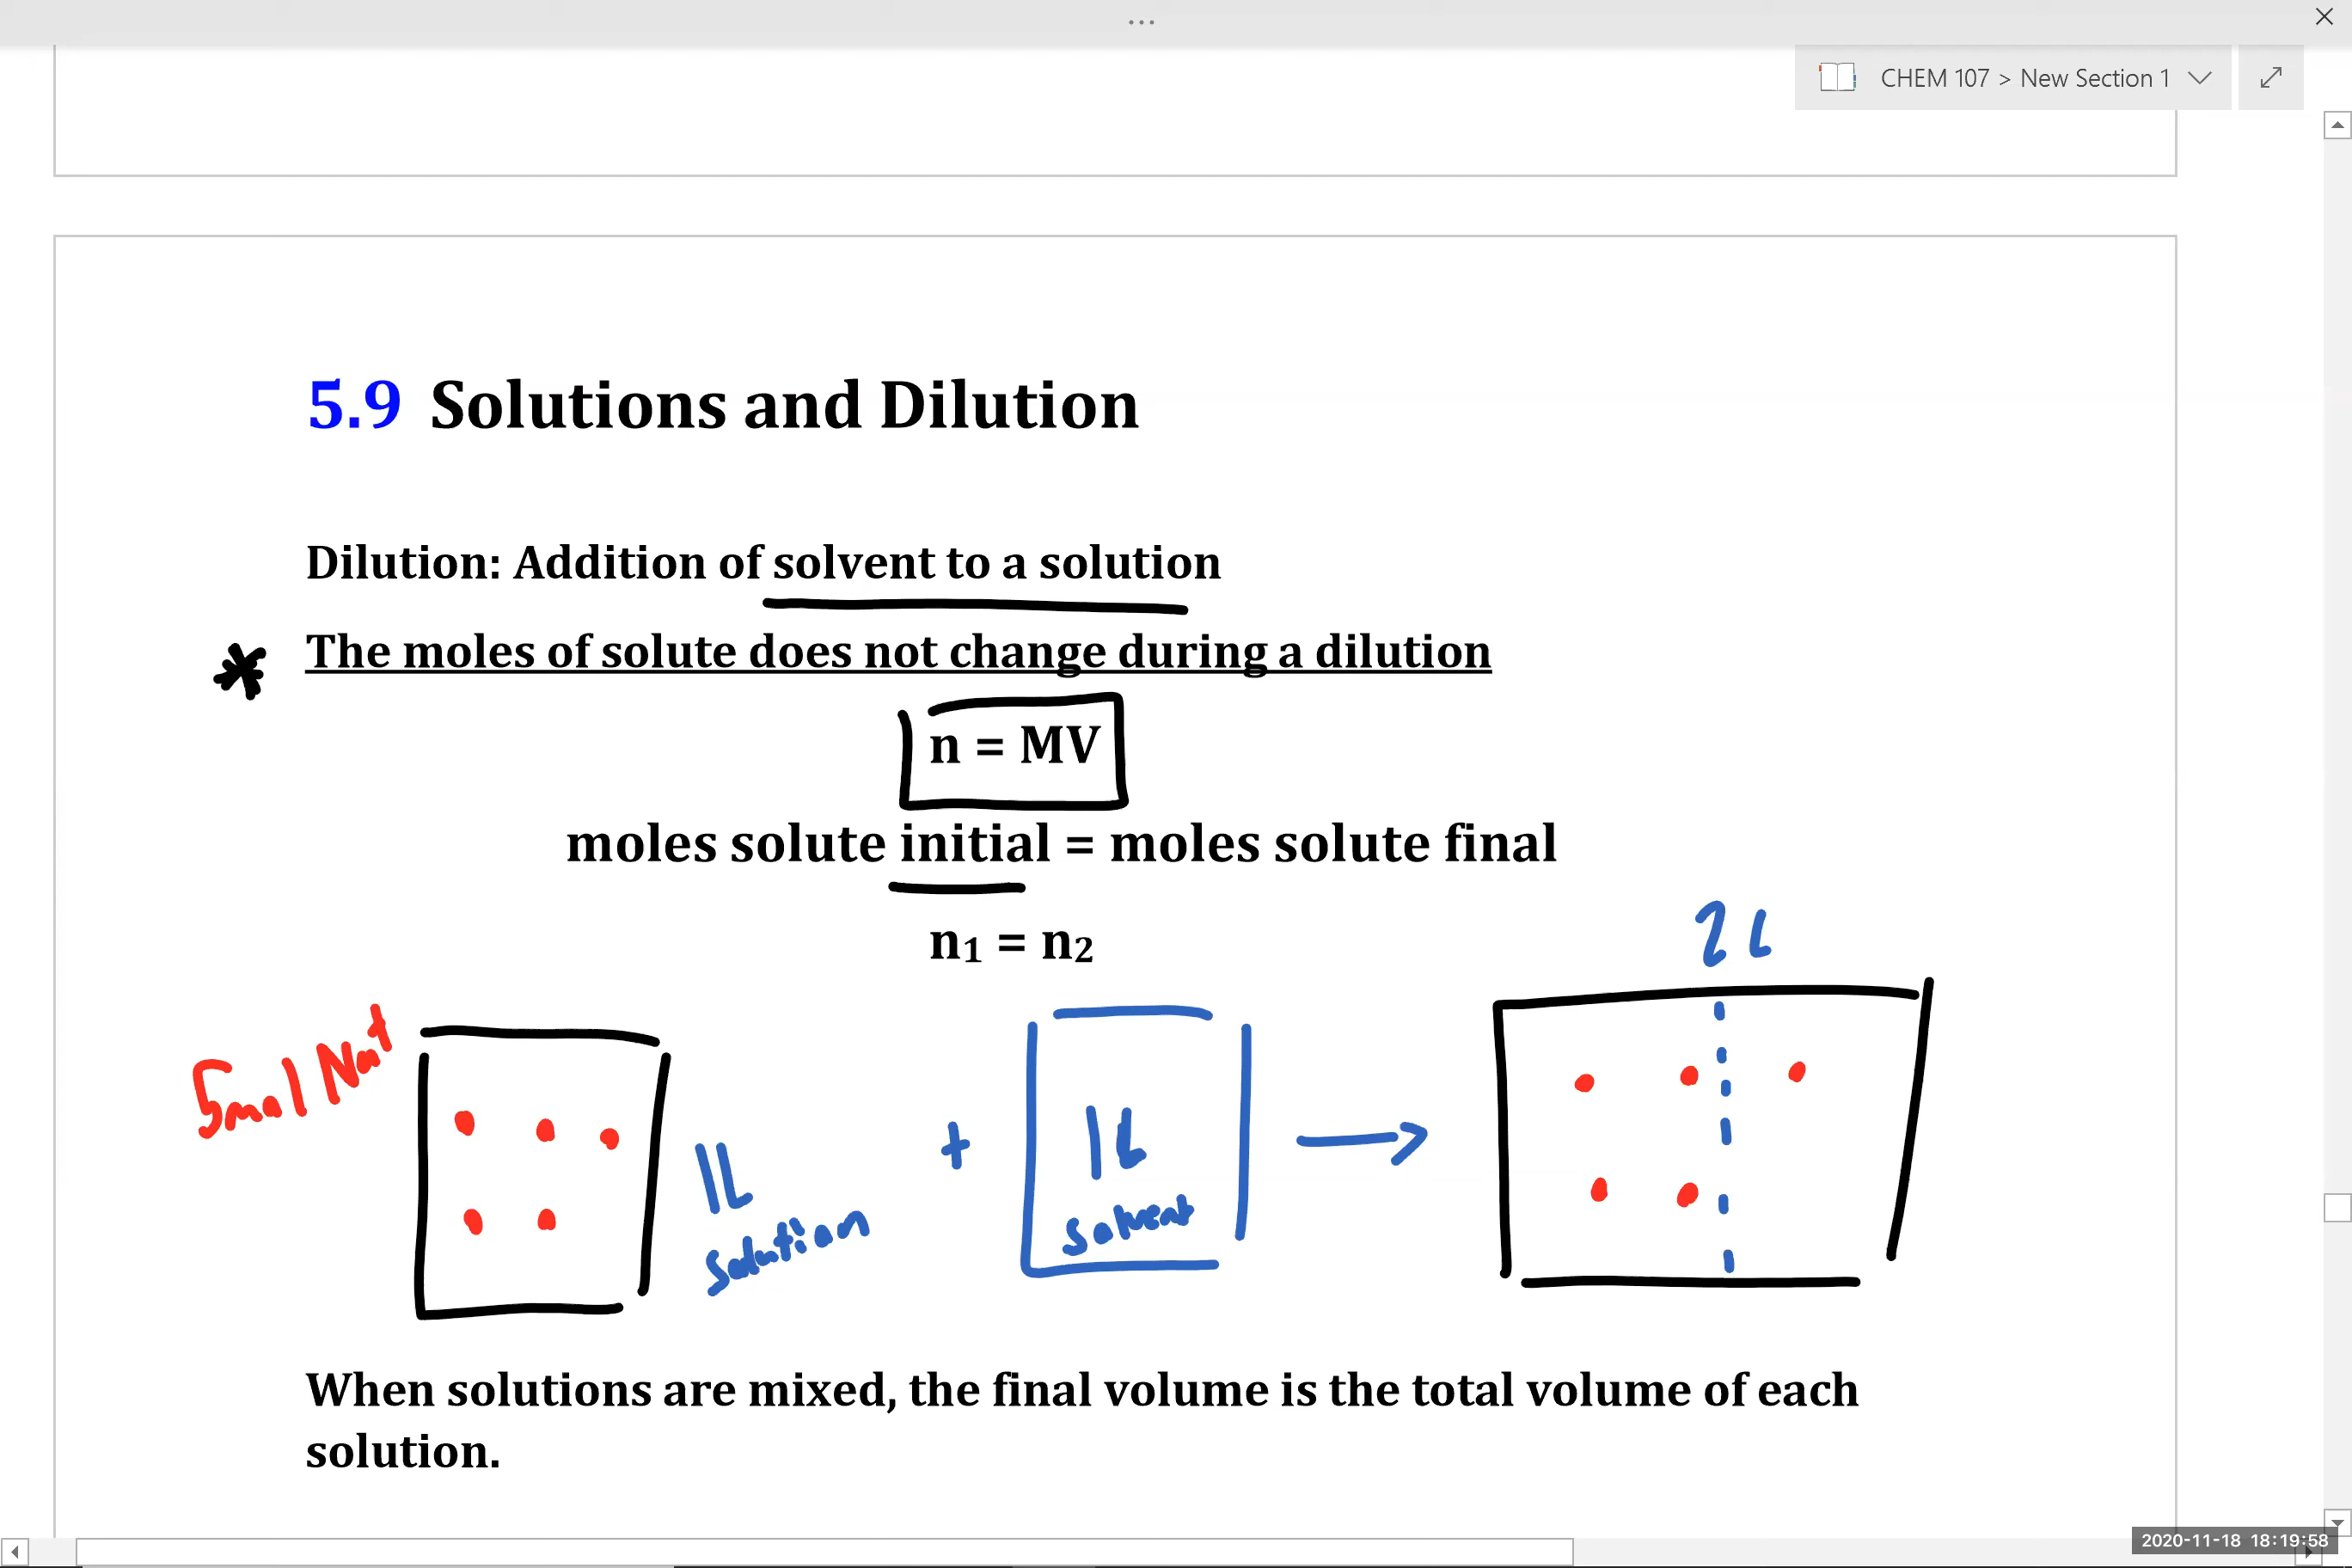 ...
CHEM 107 > New Section 1
5.9 Solutions and Dilution
Dilution: Addition of solvent to a solution
* The moles of solute does not change during a dilution
n = MV
moles solute initial = moles solute final
n₁ = n₂
2L
5mol Na+
1L
solution
+
1L
solvent
When solutions are mixed, the final volume is the total volume of each
solution.
2020-11-18 18:19:58